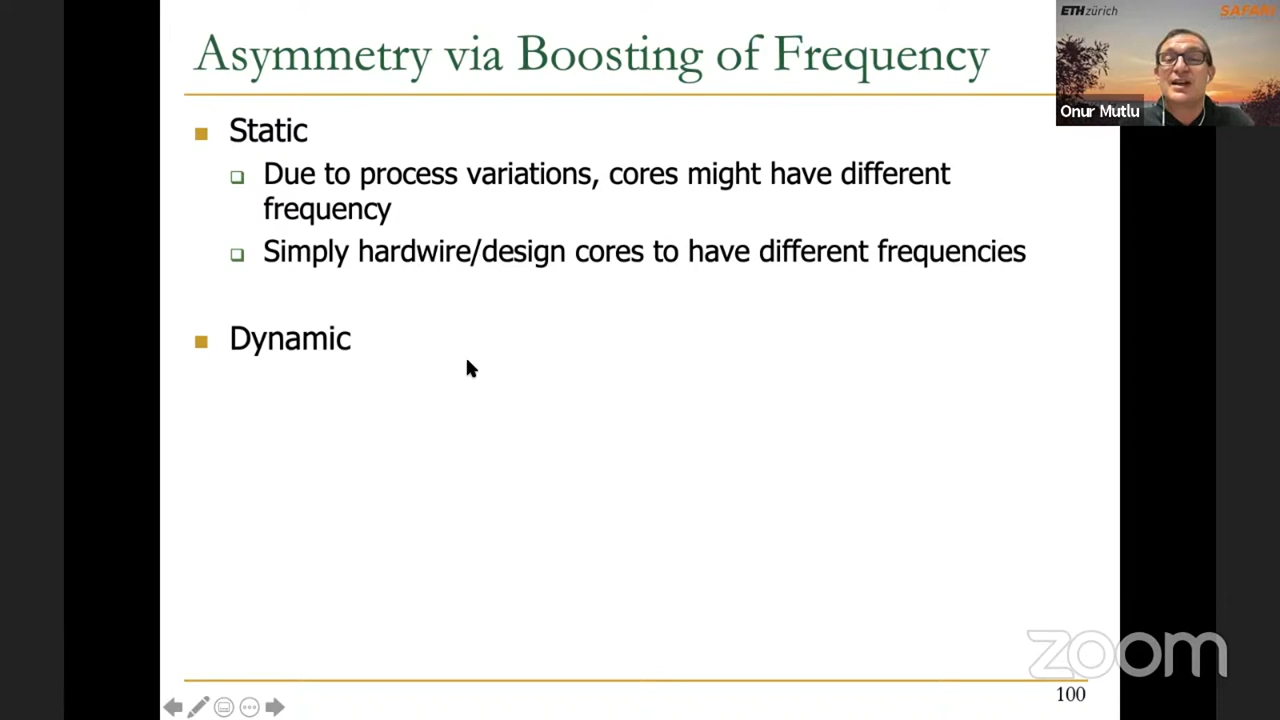 Asymmetry via Boosting of Frequency
ETH zürich
SAFARI
Onur Mutlu
Static
Due to process variations, cores might have different
frequency
Simply hardwire/design cores to have different frequencies
Dynamic
zoom
100